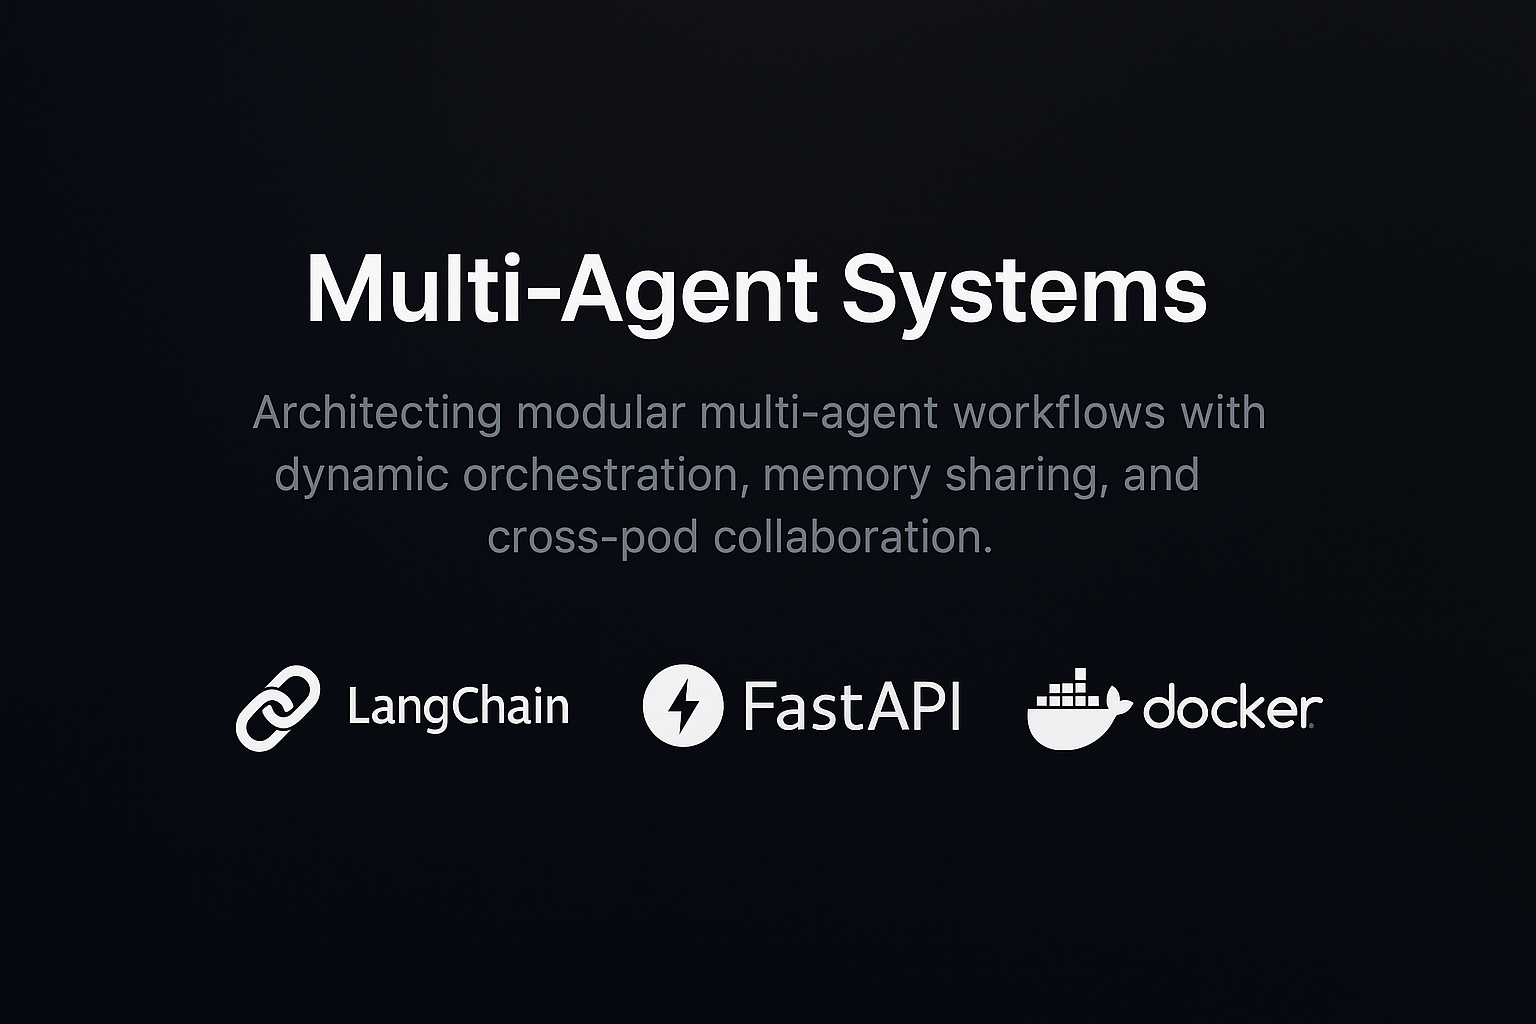 Multi-Agent Systems
Architecting modular multi-agent workflows with
dynamic orchestration, memory sharing, and
cross-pod collaboration.
LangChain FastAPI docker